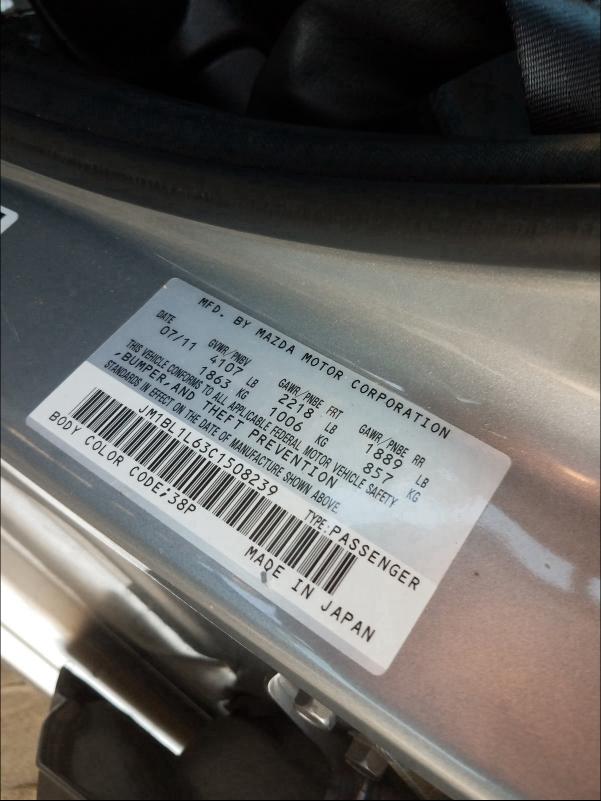 MFD. BY MAZDA MOTOR CORPORATION
DATE GVWR/PNBV GAWR/PNBE FRT GAWR/PNBE RR
07/11 4107 LB 2218 LB 1889 LB
1863 KG 1006 KG 857 KG
THIS VEHICLE CONFORMS TO ALL APPLICABLE FEDERAL MOTOR VEHICLE SAFETY
,BUMPER,AND THEFT PREVENTION
STANDARDS IN EFFECT ON THE DATE OF MANUFACTURE SHOWN ABOVE.
JM1BL1L63C1508239 TYPE:PASSENGER
BODY COLOR CODE;38P MADE IN JAPAN